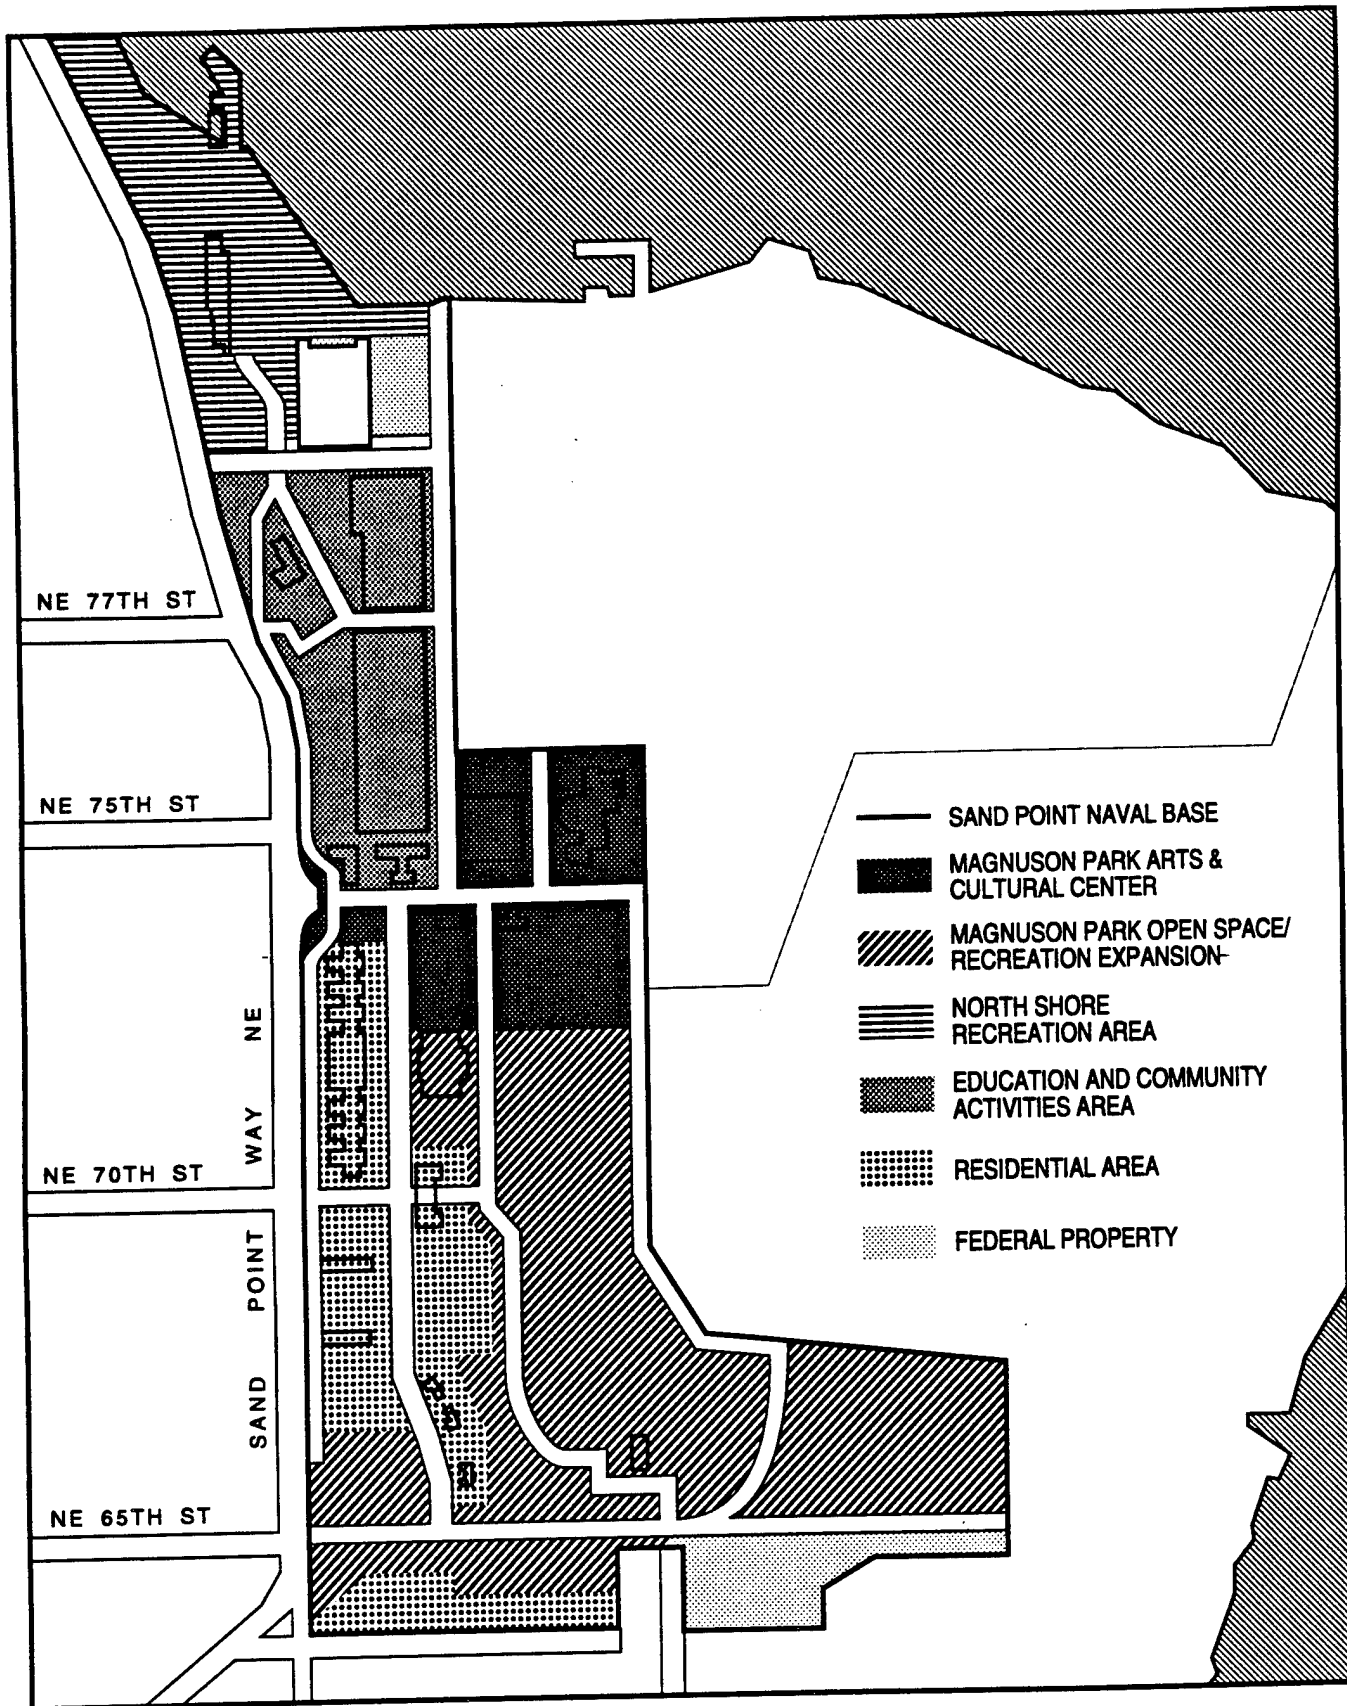 NE 77TH ST
NE 75TH ST
NE 70TH ST
NE 65TH ST
SAND POINT WAY NE
SAND POINT NAVAL BASE
MAGNUSON PARK ARTS &
CULTURAL CENTER
MAGNUSON PARK OPEN SPACE/
RECREATION EXPANSION
NORTH SHORE
RECREATION AREA
EDUCATION AND COMMUNITY
ACTIVITIES AREA
RESIDENTIAL AREA
FEDERAL PROPERTY